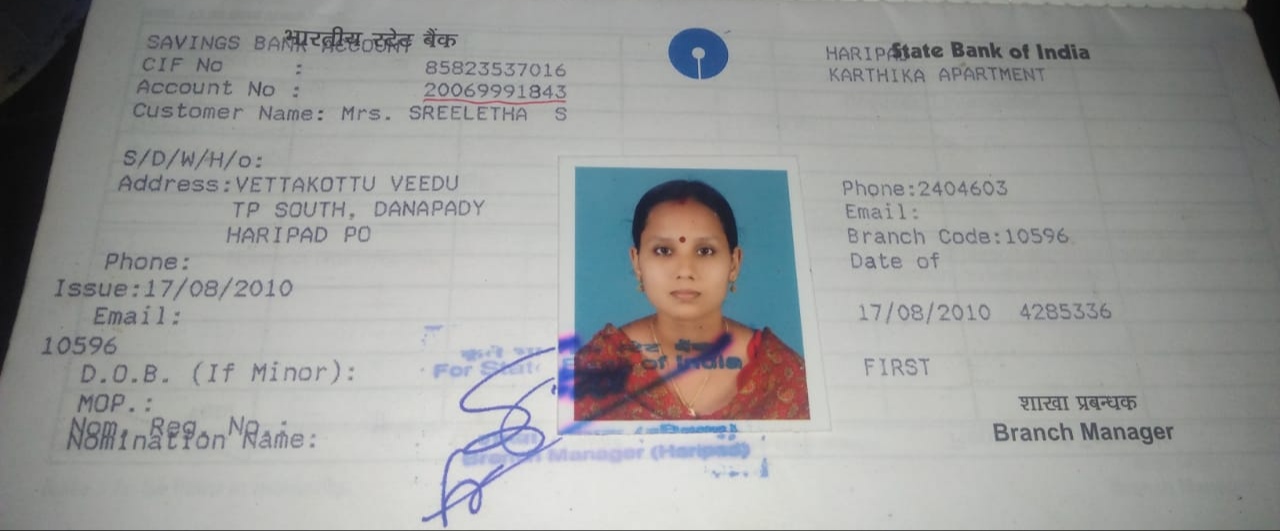 भारतीय स्टेट बैंक
SAVINGS BANK ACCOUNT
CIF No : 85823537016
Account No : 20069991843
Customer Name: Mrs. SREELETHA S
S/D/W/H/o:
Address:VETTAKOTTU VEEDU
TP SOUTH, DANAPADY
HARIPAD PO
Phone:
Issue:17/08/2010
Email:
10596
D.O.B. (If Minor):
MOP.:
Nom. Reg. No.:
Nomination Name:
State Bank of India
HARIPAD
KARTHIKA APARTMENT
Phone:2404603
Email:
Branch Code:10596
Date of
17/08/2010 4285336
FIRST
शाखा प्रबन्धक
Branch Manager
For State Bank of India
Branch Manager (Haripad)